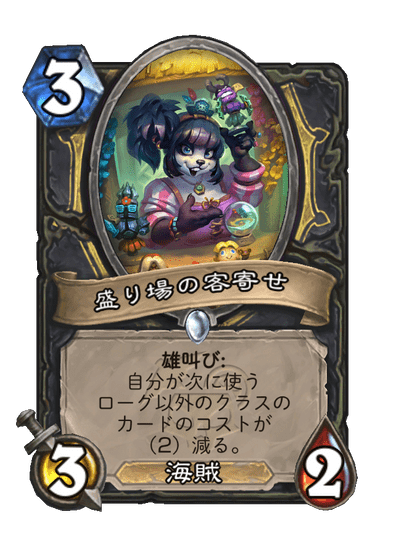 3
盛り場の客寄せ
雄叫び:
自分が次に使う
ローグ以外のクラスの
カードのコストが
（2）減る。
3
海賊
2